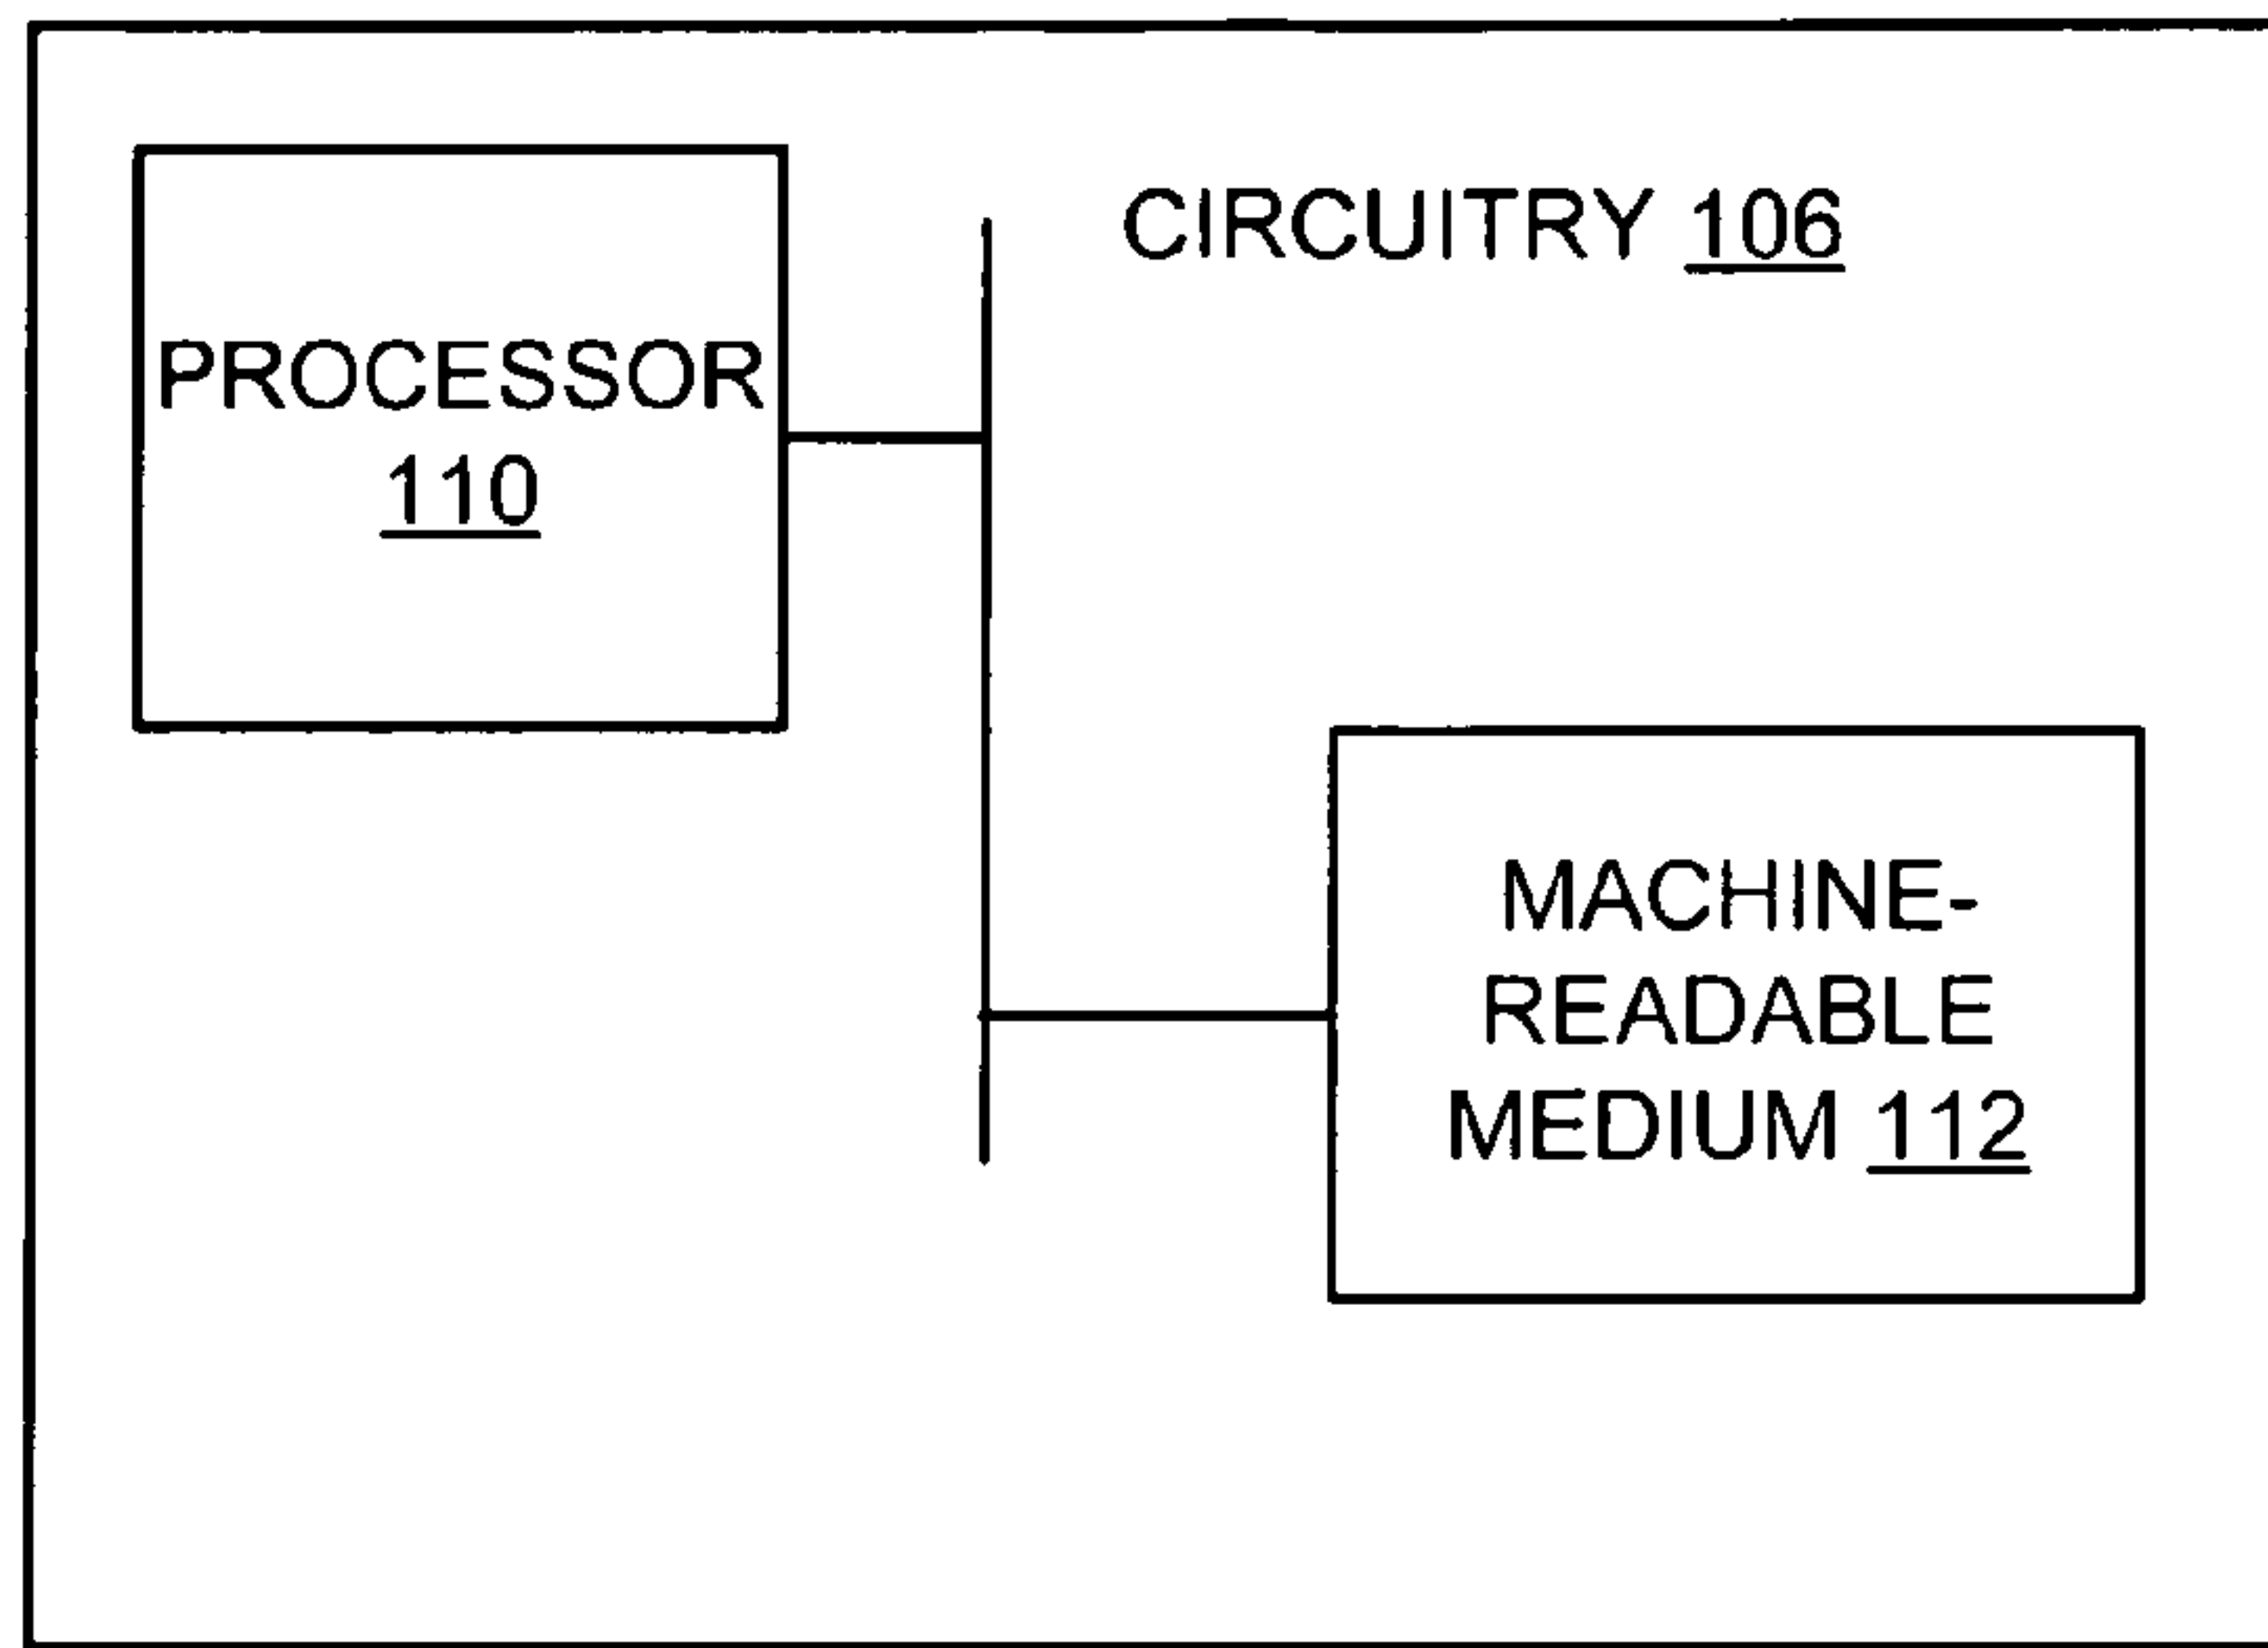 CIRCUITRY 106
PROCESSOR
110
MACHINE-
READABLE
MEDIUM 112